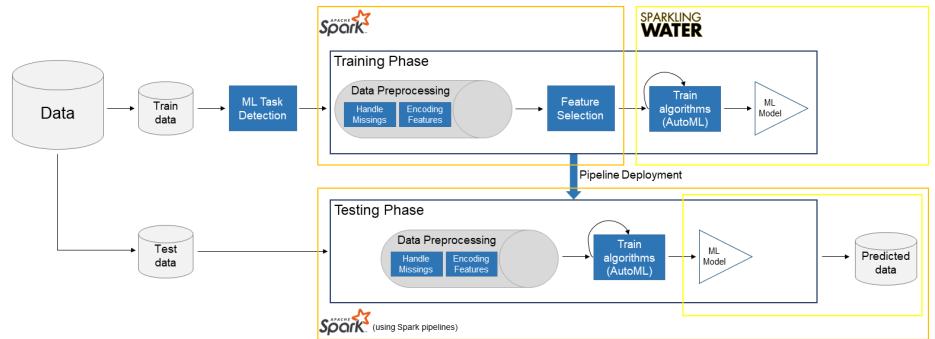 APACHE
Spark
SPARKLING
WATER
Training Phase
Data Preprocessing
Handle
Missings
Encoding
Features
Data
Train
data
ML Task
Detection
Feature
Selection
Train
algorithms
(AutoML)
ML
Model
Pipeline Deployment
Testing Phase
Data Preprocessing
Handle
Missings
Encoding
Features
Test
data
Train
algorithms
(AutoML)
ML
Model
Predicted
data
APACHE
Spark
(using Spark pipelines)